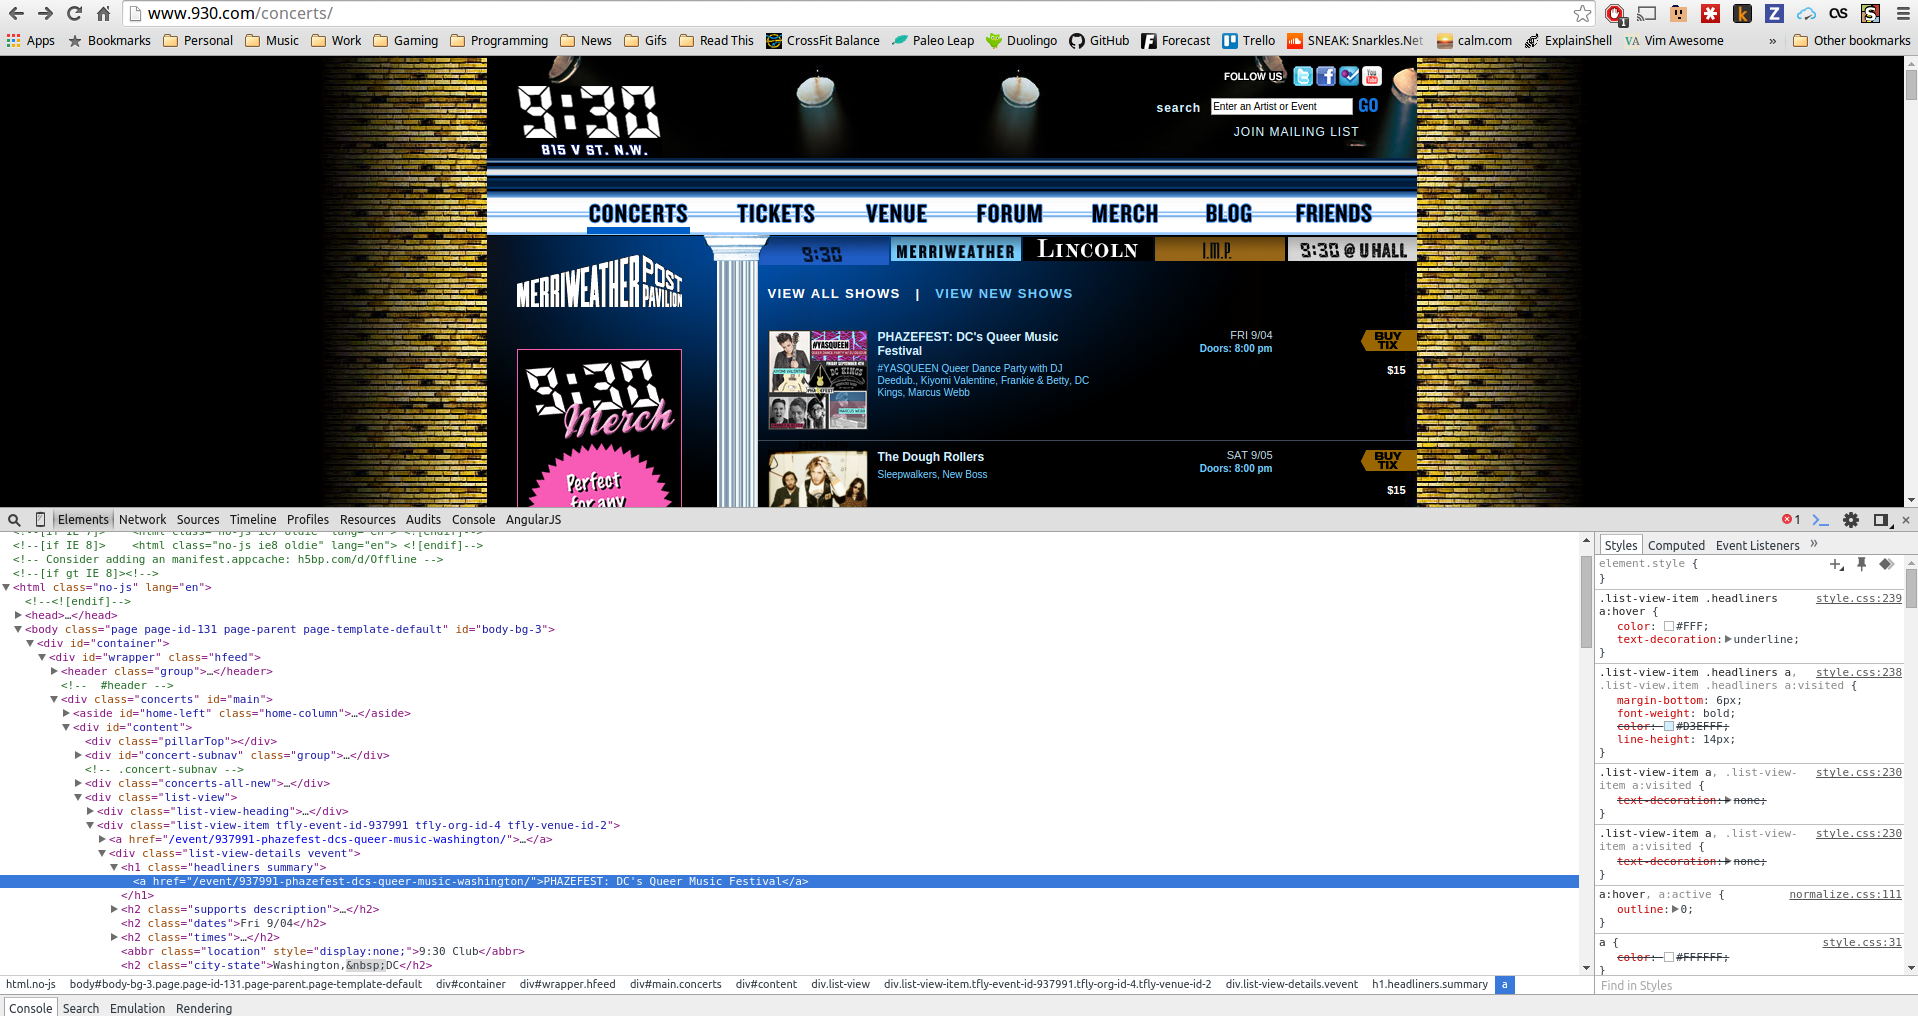 www.930.com/concerts/
1
Apps Bookmarks Personal Music Work Gaming Programming News Gifs Read This CrossFit Balance Paleo Leap Duolingo GitHub Forecast Trello SNEAK: Snarkles.Net calm.com ExplainShell VA Vim Awesome » Other bookmarks
FOLLOW US
9:30
815 V ST. N.W.
search Enter an Artist or Event GO
JOIN MAILING LIST
CONCERTS TICKETS VENUE FORUM MERCH BLOG FRIENDS
9:30 MERRIWEATHER LINCOLN I.M.P. 9:30 @ U HALL
MERRIWEATHER POST PAVILION
VIEW ALL SHOWS | VIEW NEW SHOWS
PHAZEFEST: DC's Queer Music
Festival
#YASQUEEN Queer Dance Party with DJ
Deedub., Kiyomi Valentine, Frankie & Betty, DC
Kings, Marcus Webb
FRI 9/04
Doors: 8:00 pm
BUY TIX
$15
The Dough Rollers
Sleepwalkers, New Boss
SAT 9/05
Doors: 8:00 pm
BUY TIX
$15
9:30
Merch
Perfect
for any
Elements Network Sources Timeline Profiles Resources Audits Console AngularJS 1
<!--[if IE 7]> <html class="no-js ie7 oldie" lang="en"> <![endif]-->
<!--[if IE 8]> <html class="no-js ie8 oldie" lang="en"> <![endif]-->
<!-- Consider adding an manifest.appcache: h5bp.com/d/Offline -->
<!--[if gt IE 8]><!-->
<html class="no-js" lang="en">
<!--<![endif]-->
<head>…</head>
<body class="page page-id-131 page-parent page-template-default" id="body-bg-3">
<div id="container">
<div id="wrapper" class="hfeed">
<header class="group">…</header>
<!-- #header -->
<div class="concerts" id="main">
<aside id="home-left" class="home-column">…</aside>
<div id="content">
<div class="pillarTop"></div>
<div id="concert-subnav" class="group">…</div>
<!-- .concert-subnav -->
<div class="concerts-all-new">…</div>
<div class="list-view">
<div class="list-view-heading">…</div>
<div class="list-view-item tfly-event-id-937991 tfly-org-id-4 tfly-venue-id-2">
<a href="/event/937991-phazefest-dcs-queer-music-washington/">…</a>
<div class="list-view-details vevent">
<h1 class="headliners summary">
<a href="/event/937991-phazefest-dcs-queer-music-washington/">PHAZEFEST: DC's Queer Music Festival</a>
</h1>
<h2 class="supports description">…</h2>
<h2 class="dates">Fri 9/04</h2>
<h2 class="times">…</h2>
<abbr class="location" style="display:none;">9:30 Club</abbr>
<h2 class="city-state">Washington,&nbsp;DC</h2>
html.no-js body#body-bg-3.page.page-id-131.page-parent.page-template-default div#container div#wrapper.hfeed div#main.concerts div#content div.list-view div.list-view-item.tfly-event-id-937991.tfly-org-id-4.tfly-venue-id-2 div.list-view-details.vevent h1.headliners.summary a
Console Search Emulation Rendering
Styles Computed Event Listeners »
element.style {
}
.list-view-item .headliners style.css:239
a:hover {
color: #FFF;
text-decoration: underline;
}
.list-view-item .headliners a, style.css:238
.list-view.item .headliners a:visited {
margin-bottom: 6px;
font-weight: bold;
color: #D3EFFF;
line-height: 14px;
}
.list-view-item a, .list-view- style.css:230
item a:visited {
text-decoration: none;
}
.list-view-item a, .list-view- style.css:230
item a:visited {
text-decoration: none;
}
a:hover, a:active { normalize.css:111
outline: 0;
}
a { style.css:31
color: #FFFFFF;
}
Find in Styles